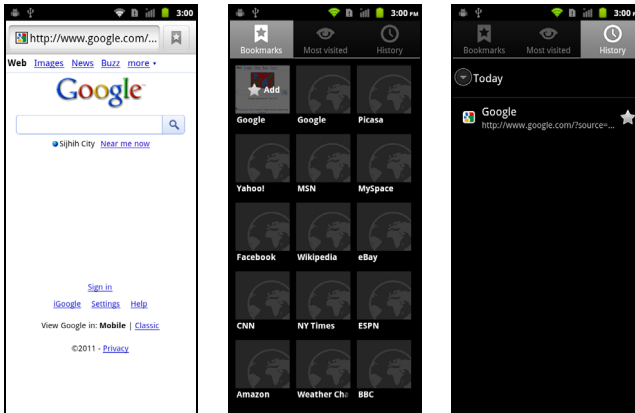 3:00
http://www.google.com/...
Web Images News Buzz more
Google
Sijhih City Near me now
Sign in
iGoogle Settings Help
View Google in: Mobile | Classic
©2011 - Privacy
3:00 PM
Bookmarks Most visited History
Add
Google Google Picasa
Yahoo! MSN MySpace
Facebook Wikipedia eBay
CNN NY Times ESPN
Amazon Weather Cha BBC
3:00 P
Bookmarks Most visited History
Today
Google
http://www.google.com/?source=...